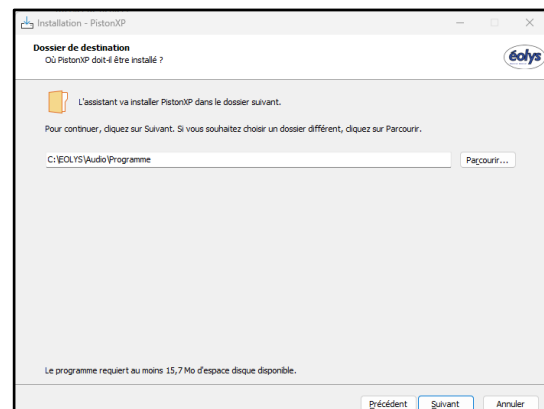 Installation - PistonXP
Dossier de destination
Où PistonXP doit-il être installé ?
éolys
L'assistant va installer PistonXP dans le dossier suivant.
Pour continuer, cliquez sur Suivant. Si vous souhaitez choisir un dossier différent, cliquez sur Parcourir.
C:\EOLYS\Audio\Programme
Parcourir...
Le programme requiert au moins 15,7 Mo d'espace disque disponible.
Précédent
Suivant
Annuler